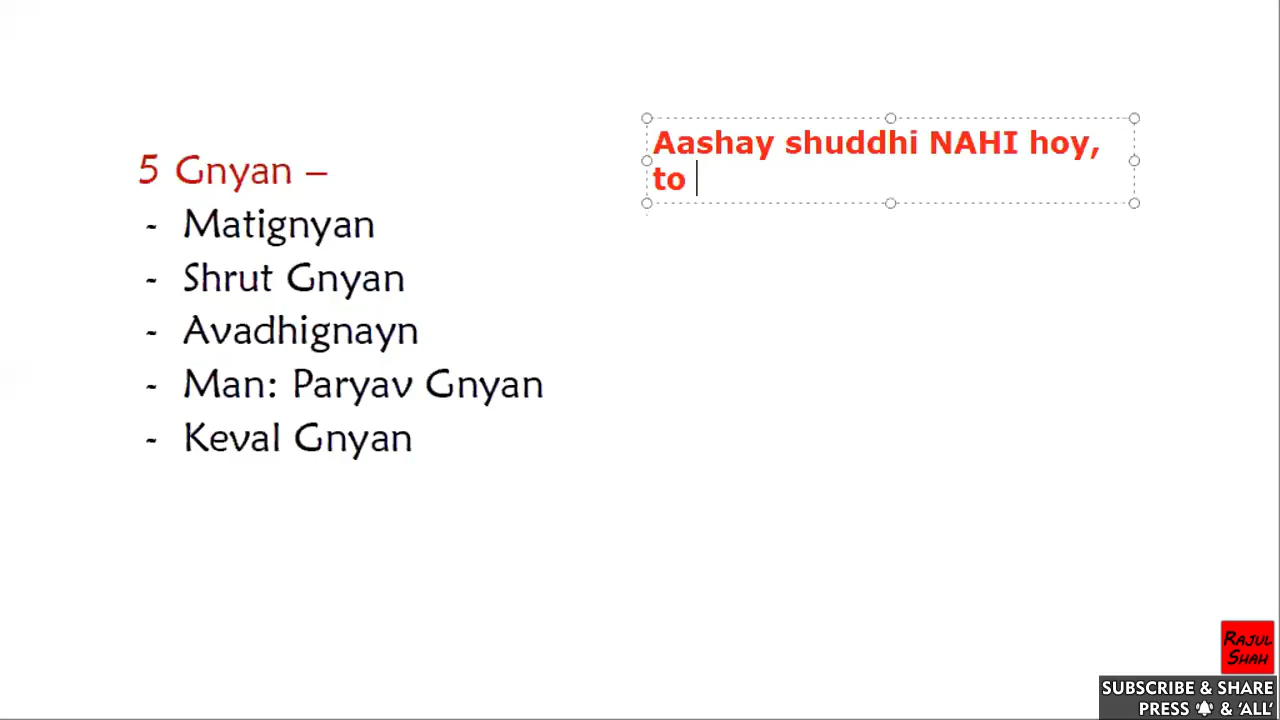 5 Gnyan –
- Matignyan
- Shrut Gnyan
- Avadhignayn
- Man: Paryav Gnyan
- Keval Gnyan
Aashay shuddhi NAHI hoy,
to
RAJUL
SHAH
SUBSCRIBE & SHARE
PRESS 🔔 & ‘ALL’